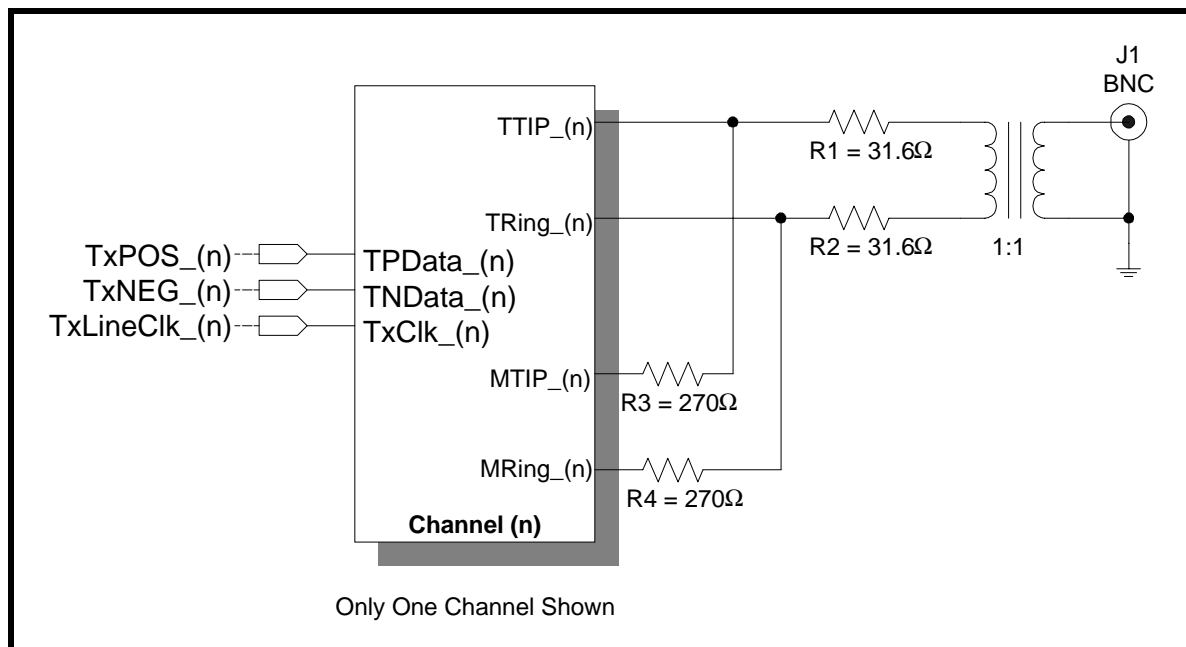 J1
BNC
TTIP_(n)
R1 = 31.6Ω
TRing_(n)
R2 = 31.6Ω
1:1
TxPOS_(n)
TPData_(n)
TxNEG_(n)
TNData_(n)
TxLineClk_(n)
TxClk_(n)
MTIP_(n)
R3 = 270Ω
MRing_(n)
R4 = 270Ω
Channel (n)
Only One Channel Shown